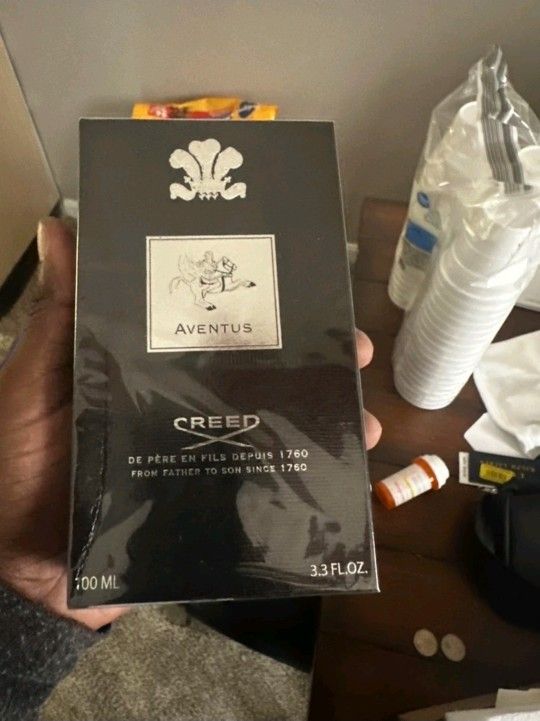 AVENTUS
CREED
DE PÈRE EN FILS DEPUIS 1760
FROM FATHER TO SON SINCE 1760
100 ML
3.3 FL.OZ.